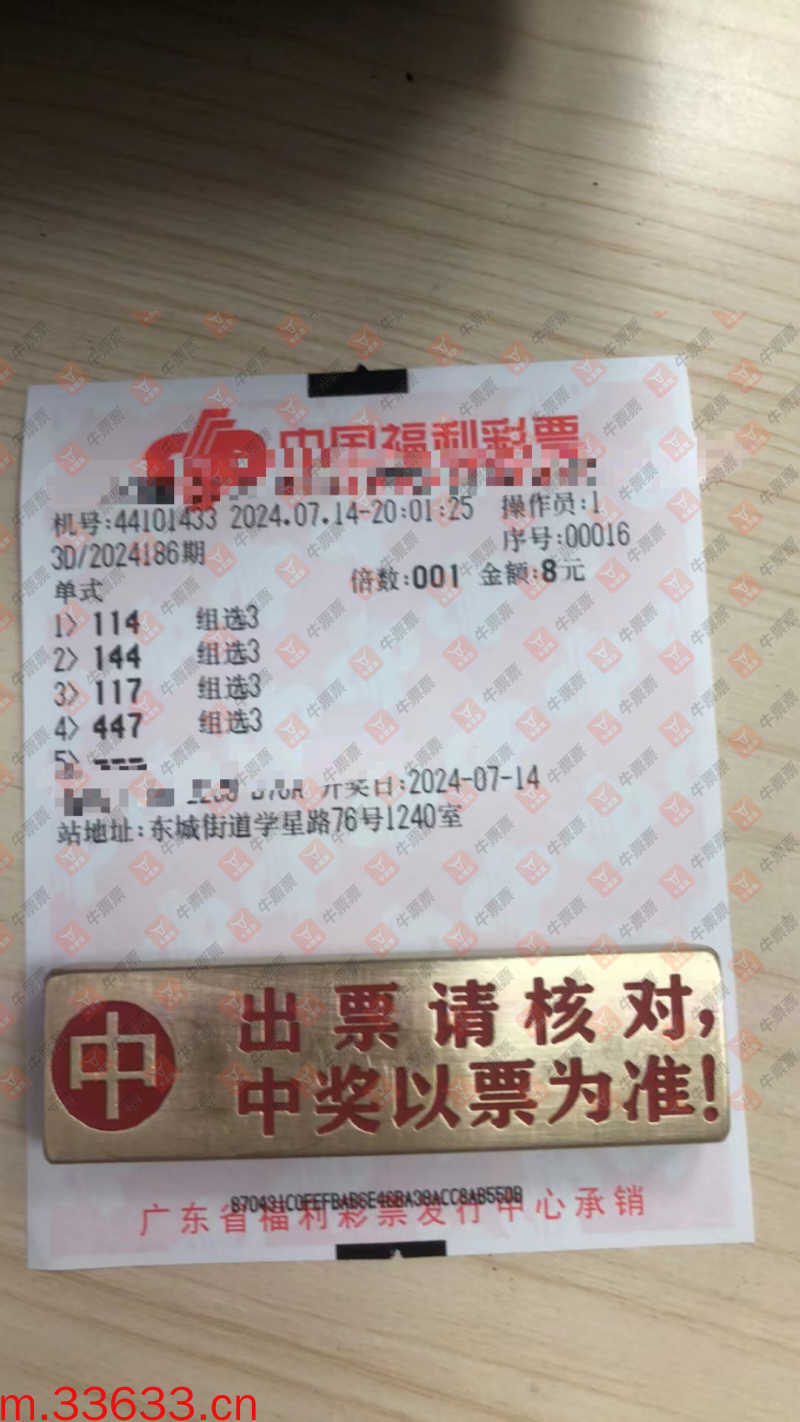 中国福利彩票
机号:44101433 2024.07.14-20:01:25 操作员:1
3D/2024186期 序号:00016
单式 倍数:001 金额:8元
1> 114 组选3
2> 144 组选3
3> 117 组选3
4> 447 组选3
5> ---
开奖日:2024-07-14
站地址:东城街道学星路76号1240室
中
出票请核对,
中奖以票为准!
广东省福利彩票发行中心承销
牛票票
m.33633.cn